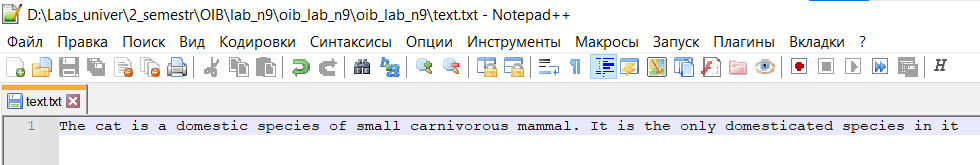 D:\Labs_univer\2_semestr\OIB\lab_n9\oib_lab_n9\oib_lab_n9\text.txt - Notepad++
Файл Правка Поиск Вид Кодировки Синтаксисы Опции Инструменты Макросы Запуск Плагины Вкладки ?
text.txt
1 The cat is a domestic species of small carnivorous mammal. It is the only domesticated species in it